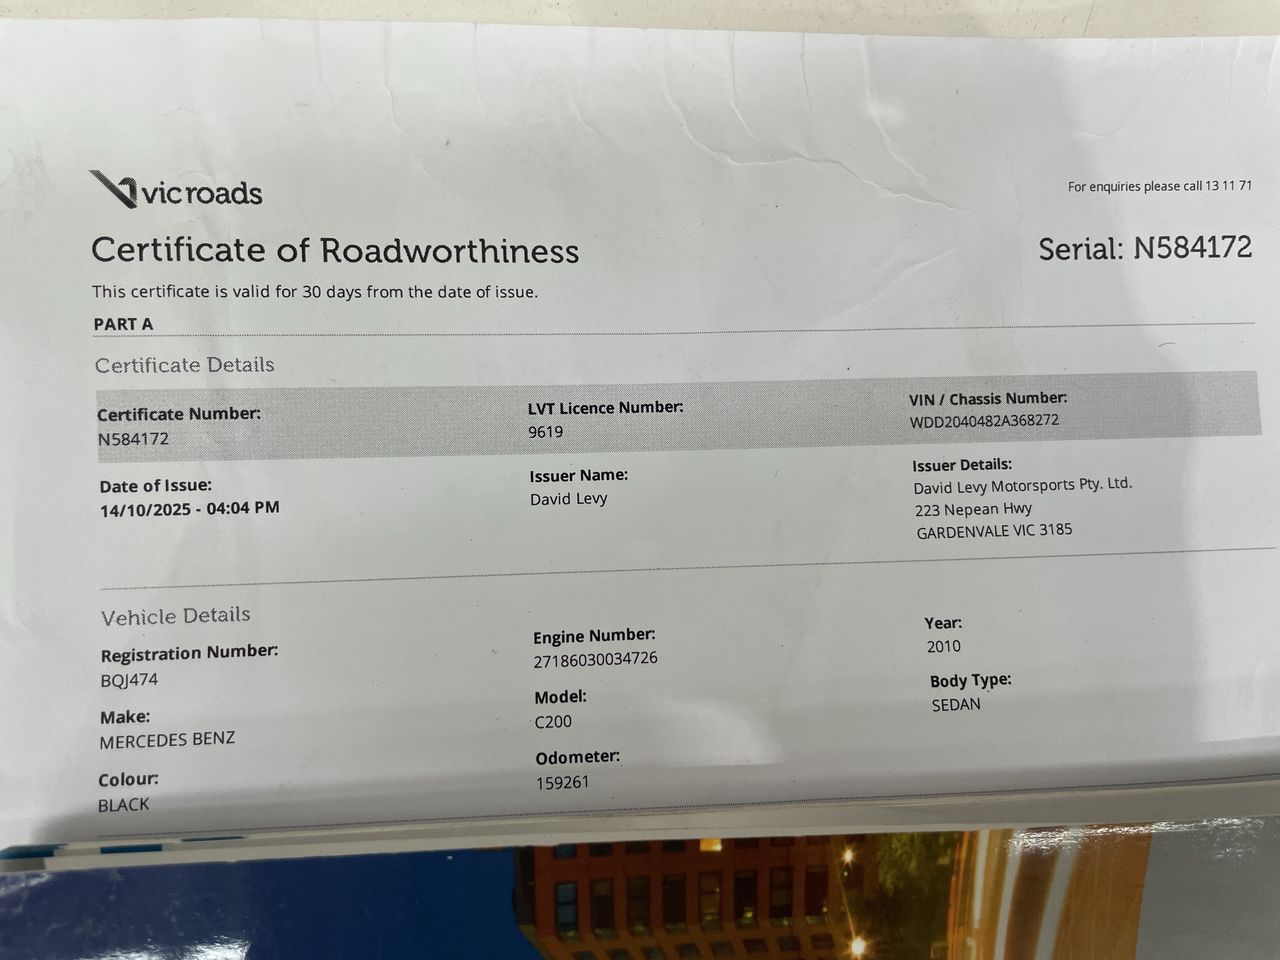 vicroads
For enquiries please call 13 11 71
Certificate of Roadworthiness
Serial: N584172
This certificate is valid for 30 days from the date of issue.
PART A
Certificate Details
Certificate Number:
N584172
LVT Licence Number:
9619
VIN / Chassis Number:
WDD2040482A368272
Date of Issue:
14/10/2025 - 04:04 PM
Issuer Name:
David Levy
Issuer Details:
David Levy Motorsports Pty. Ltd.
223 Nepean Hwy
GARDENVALE VIC 3185
Vehicle Details
Registration Number:
BQJ474
Engine Number:
27186030034726
Year:
2010
Make:
MERCEDES BENZ
Model:
C200
Body Type:
SEDAN
Colour:
BLACK
Odometer:
159261